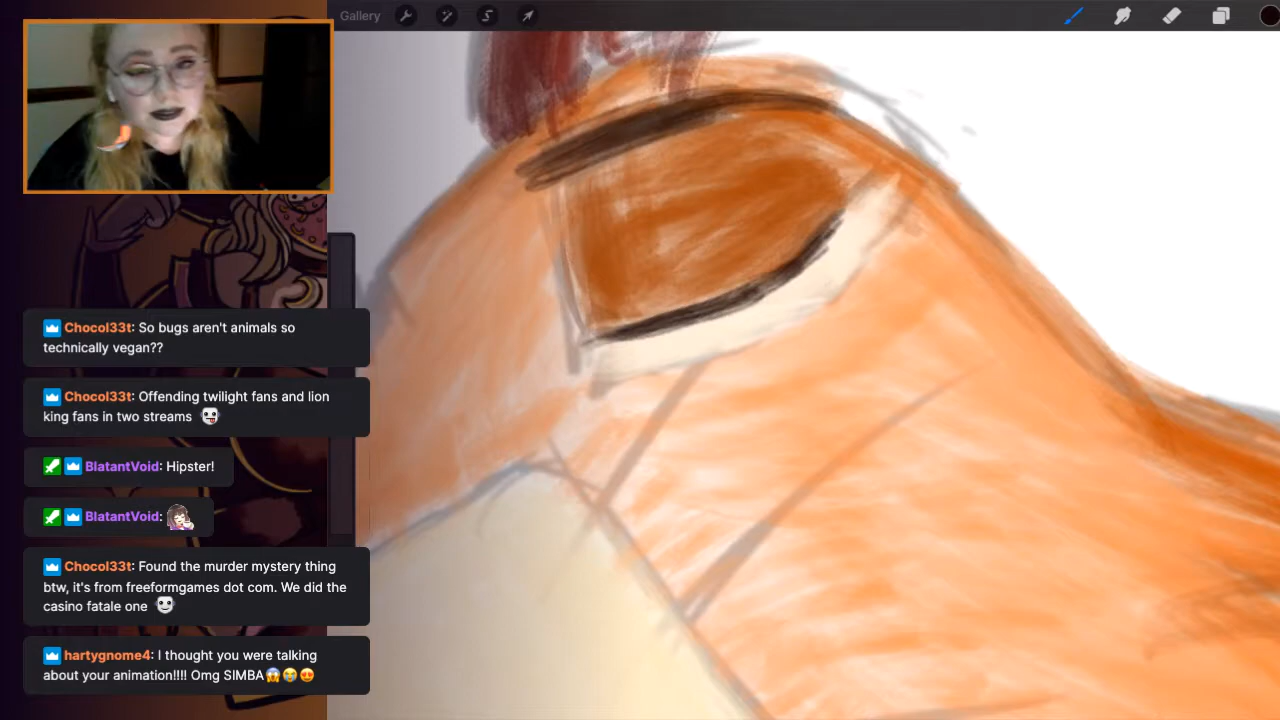 Gallery
Chocol33t: So bugs aren't animals so
technically vegan??
Chocol33t: Offending twilight fans and lion
king fans in two streams
BlatantVoid: Hipster!
BlatantVoid:
Chocol33t: Found the murder mystery thing
btw, it's from freeformgames dot com. We did the
casino fatale one
hartygnome4: I thought you were talking
about your animation!!!! Omg SIMBA😱😭😍